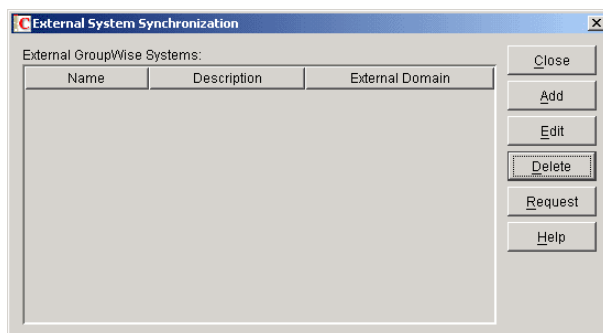 External System Synchronization
External GroupWise Systems:
Name Description External Domain
Close
Add
Edit
Delete
Request
Help